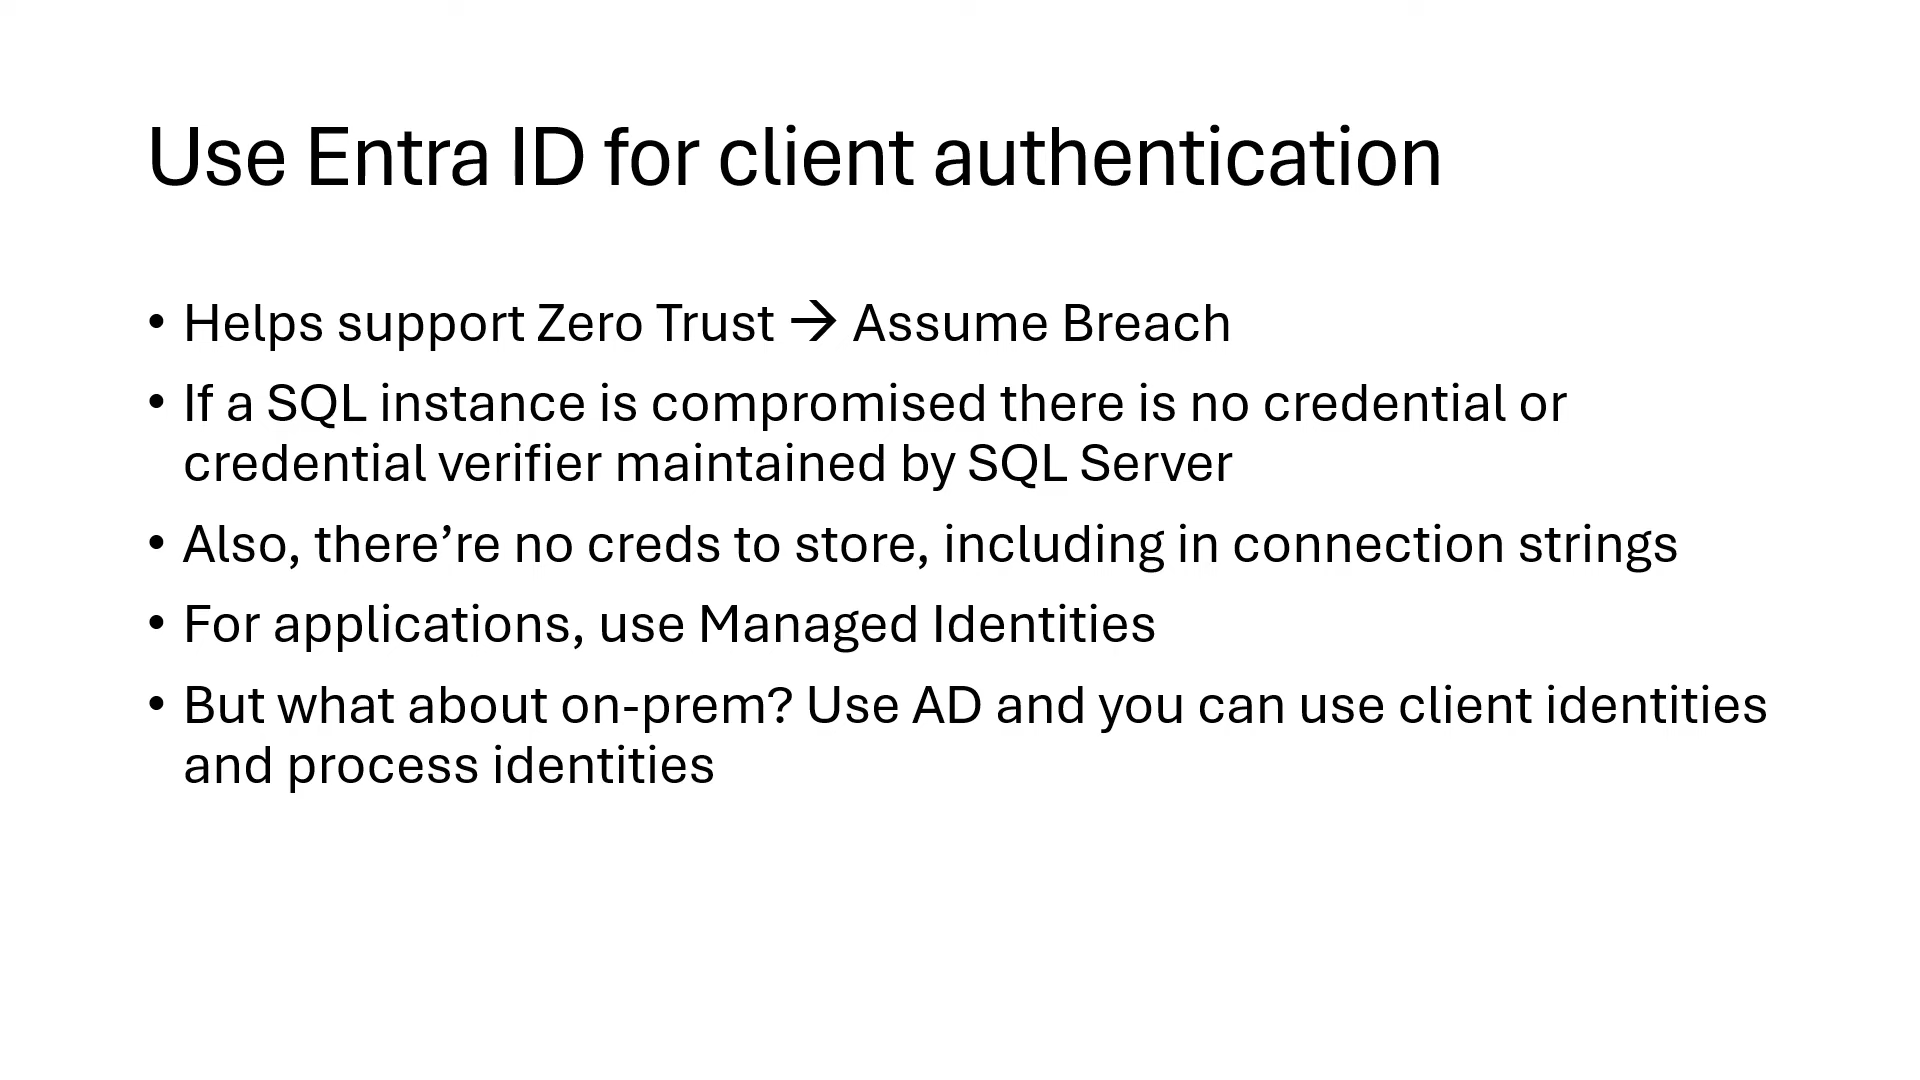 Use Entra ID for client authentication
• Helps support Zero Trust → Assume Breach
• If a SQL instance is compromised there is no credential or
credential verifier maintained by SQL Server
• Also, there’re no creds to store, including in connection strings
• For applications, use Managed Identities
• But what about on-prem? Use AD and you can use client identities
and process identities